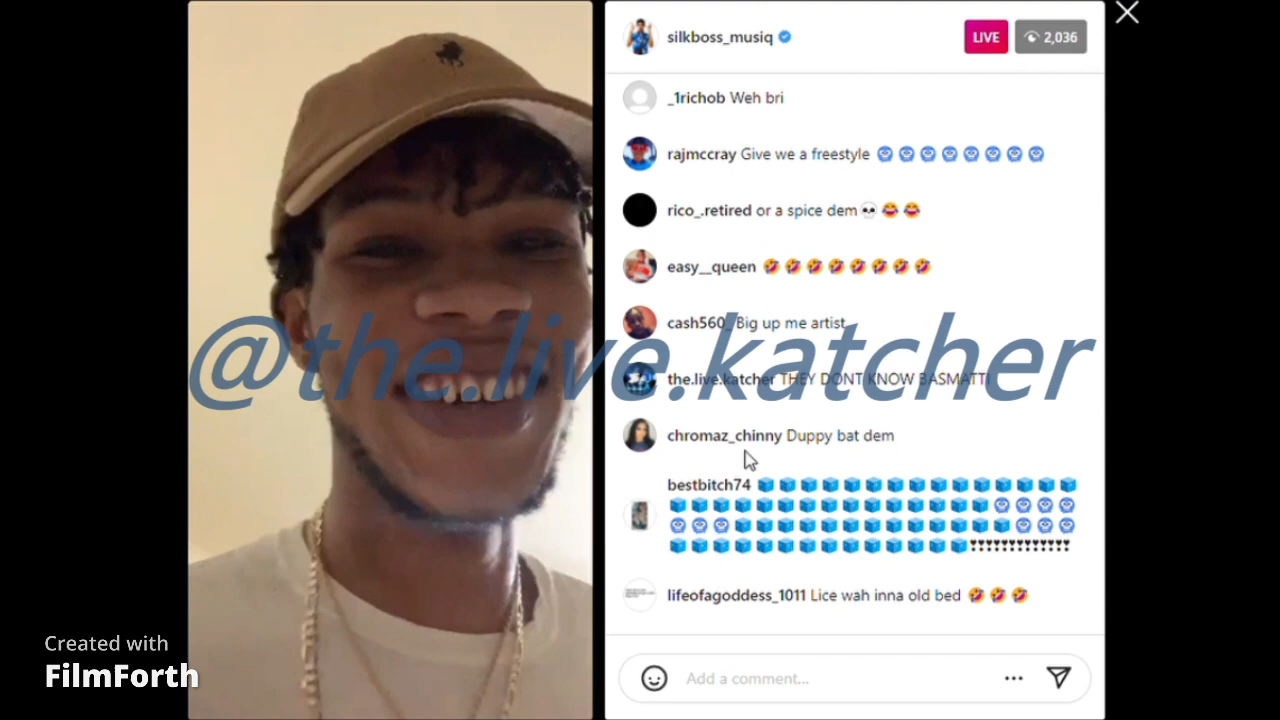 silkboss_musiq
LIVE
2,036
_1richob Weh bri
rajmccray Give we a freestyle 🥶🥶🥶🥶🥶🥶🥶🥶
rico_.retired or a spice dem💀😂😂
easy__queen 🤣🤣🤣🤣🤣🤣🤣🤣
cash560_ Big up me artist
@the.live.katcher
the.live.katcher THEY DONT KNOW BASMATTI
chromaz_chinny Duppy bat dem
bestbitch74
lifeofagoddess_1011 Lice wah inna old bed 🤣🤣🤣
Add a comment...
Created with
FilmForth